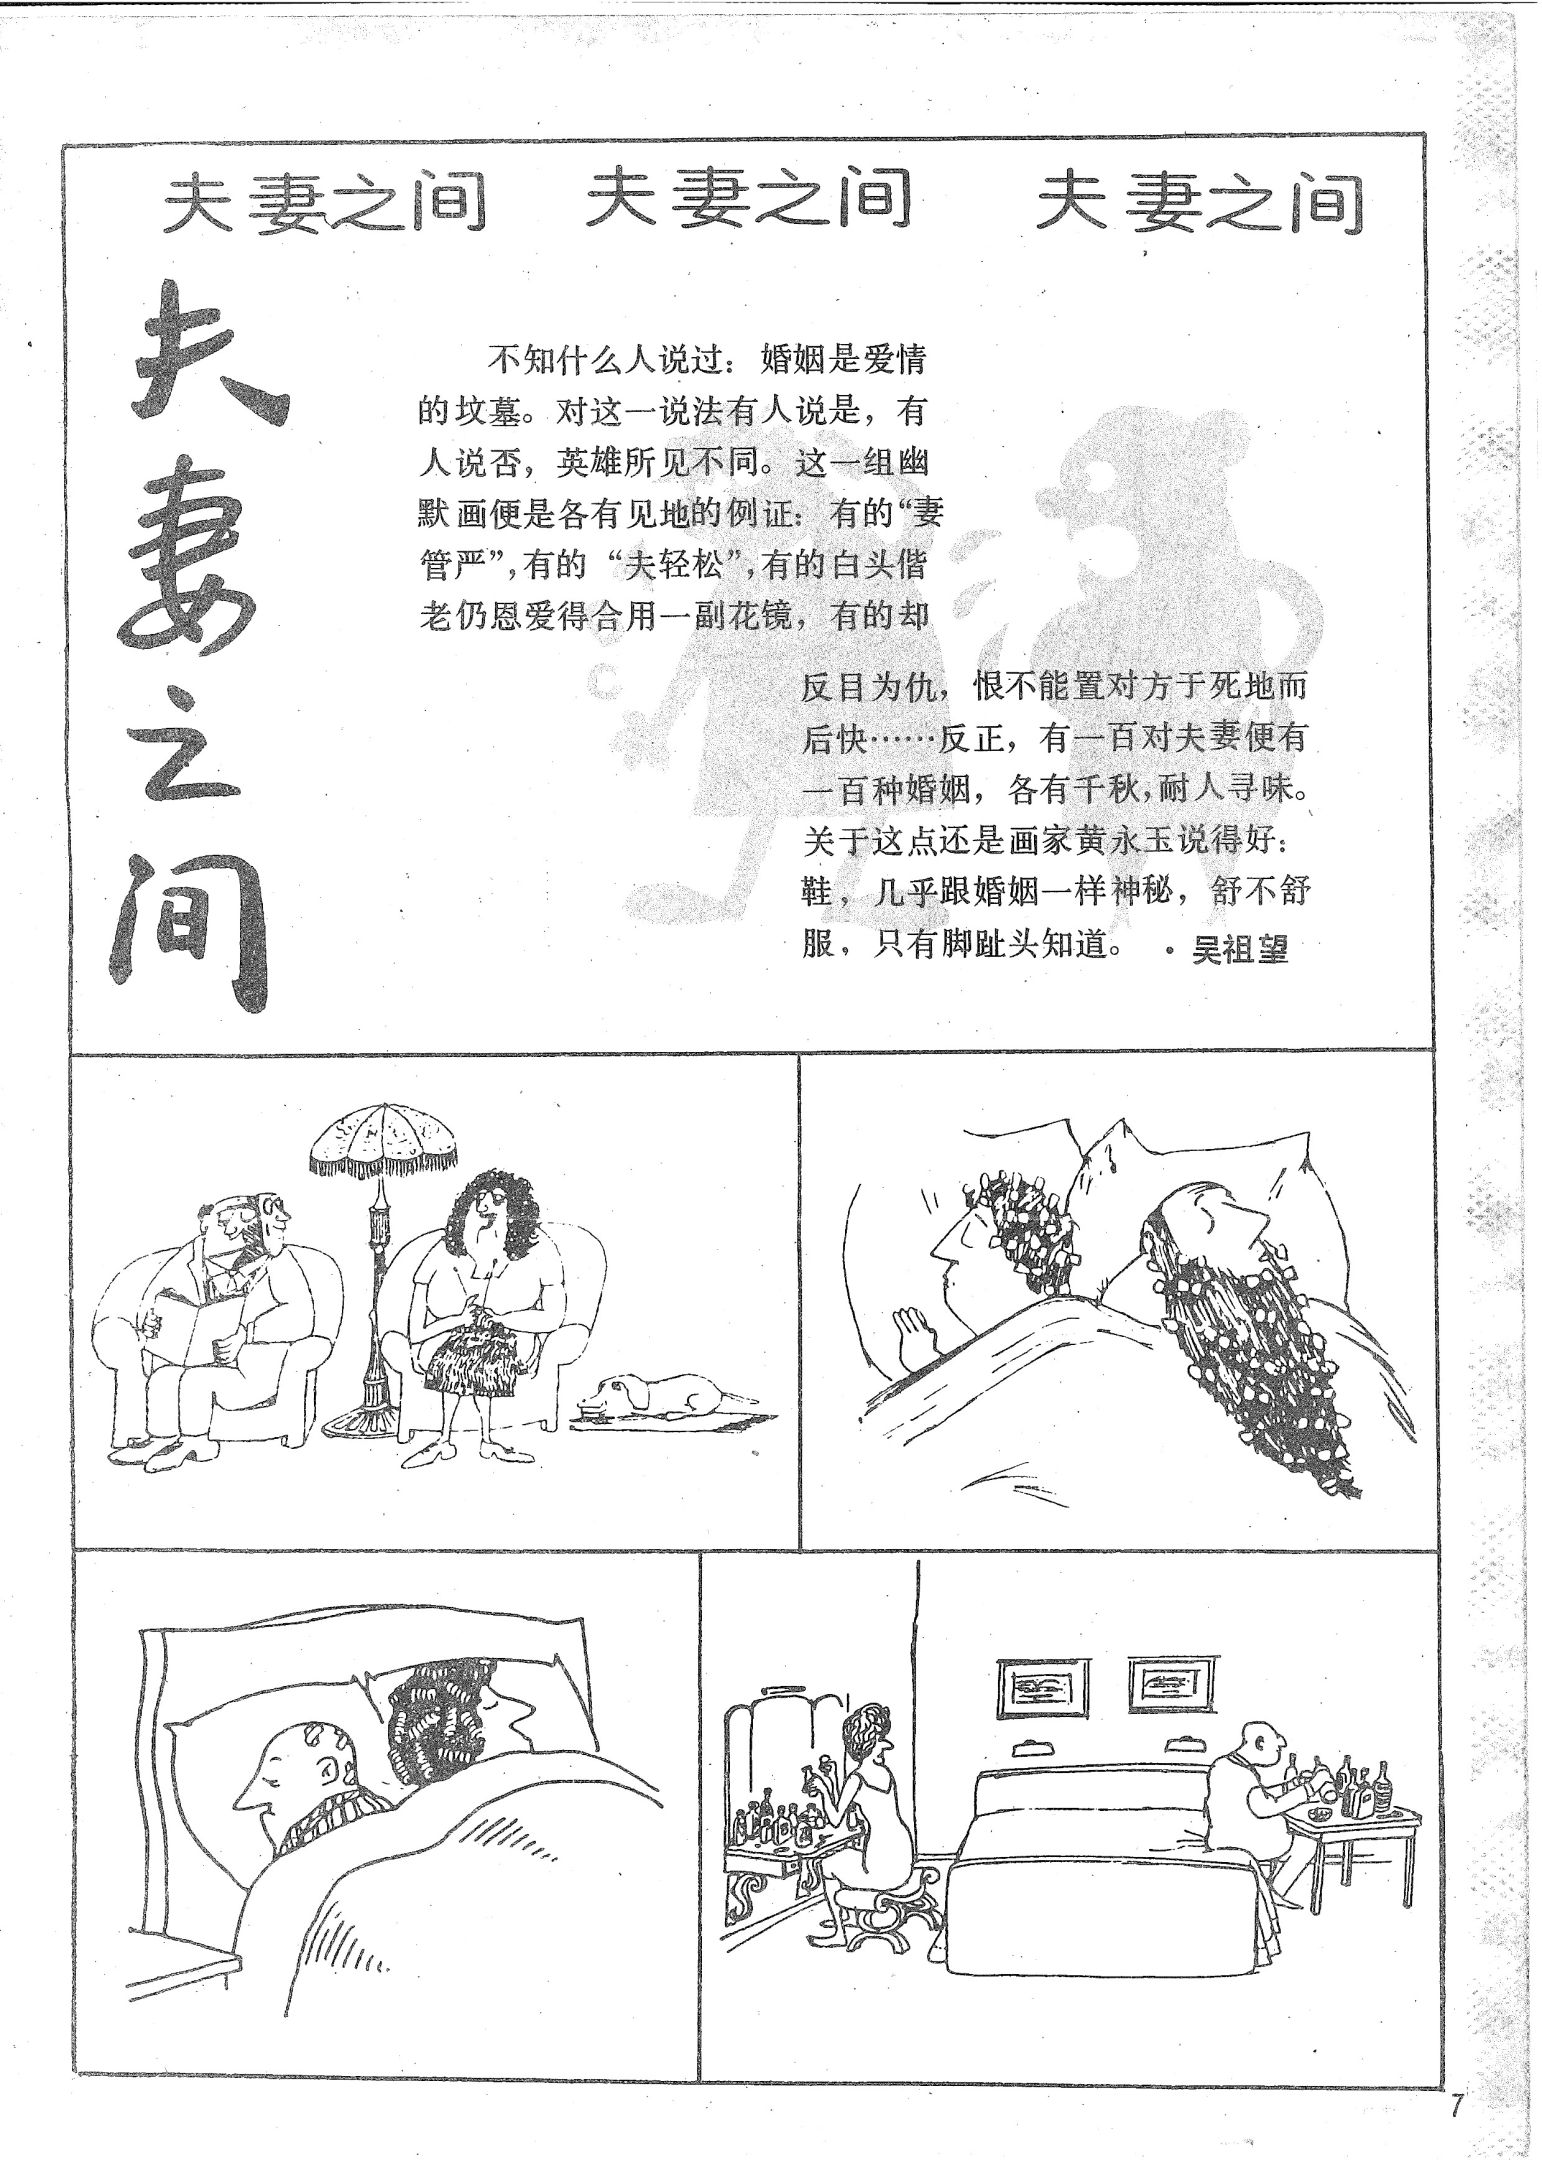 夫妻之间 夫妻之间 夫妻之间
夫妻之间
不知什么人说过：婚姻是爱情
的坟墓。对这一说法有人说是，有
人说否，英雄所见不同。这一组幽
默画便是各有见地的例证：有的“妻
管严”，有的“夫轻松”，有的白头偕
老仍恩爱得合用一副花镜，有的却
反目为仇，恨不能置对方于死地而
后快……反正，有一百对夫妻便有
一百种婚姻，各有千秋，耐人寻味。
关于这点还是画家黄永玉说得好：
鞋，几乎跟婚姻一样神秘，舒不舒
服，只有脚趾头知道。 ·吴祖望
7